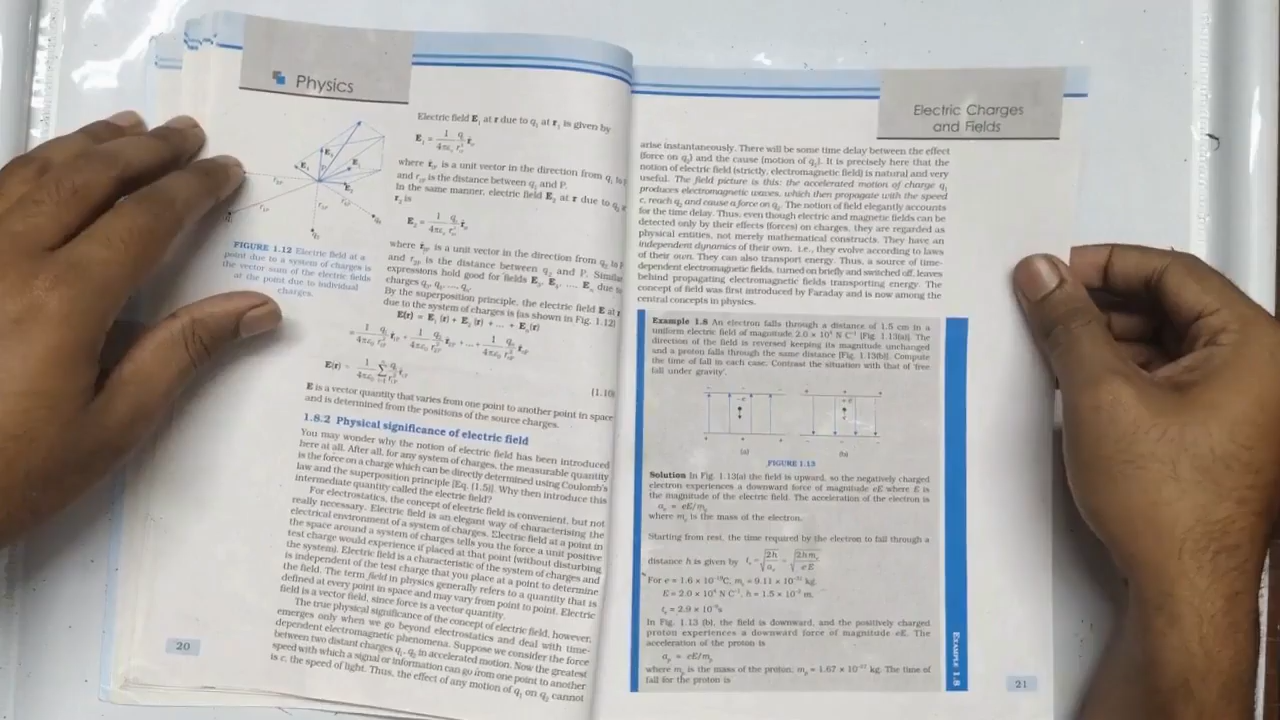 Physics
Electric field E₁ at r due to q₁ at r₁ is given by
where r̂₁ₚ is a unit vector in the direction from q₁ to P
and r₁ₚ is the distance between q₁ and P.
In the same manner, electric field E₂ at r due to q₂
r₂ is
where r̂₂ₚ is a unit vector in the direction from q₂ to P
and r₂ₚ is the distance between q₂ and P. Similar
expressions hold good for fields E₃, E₄, ..., Eₙ due to
charges q₃, q₄, ..., qₙ.
By the superposition principle, the electric field E at r
due to the system of charges is (as shown in Fig. 1.12)
E(r) = E₁ (r) + E₂ (r) + ... + Eₙ(r)
(1.10)
E is a vector quantity that varies from one point to another point in space
and is determined from the positions of the source charges.
FIGURE 1.12 Electric field at a
point due to a system of charges is
the vector sum of the electric fields
at the point due to individual
charges.
1.8.2 Physical significance of electric field
You may wonder why the notion of electric field has been introduced
here at all. After all, for any system of charges, the measurable quantity
is the force on a charge which can be directly determined using Coulomb's
law and the superposition principle [Eq. (1.5)]. Why then introduce this
intermediate quantity called the electric field?
For electrostatics, the concept of electric field is convenient, but not
really necessary. Electric field is an elegant way of characterising the
electrical environment of a system of charges. Electric field at a point in
the space around a system of charges tells you the force a unit positive
test charge would experience if placed at that point (without disturbing
the system). Electric field is a characteristic of the system of charges and
is independent of the test charge that you place at a point to determine
the field. The term field in physics generally refers to a quantity that is
defined at every point in space and may vary from point to point. Electric
field is a vector field, since force is a vector quantity.
The true physical significance of the concept of electric field, however,
emerges only when we go beyond electrostatics and deal with time-
dependent electromagnetic phenomena. Suppose we consider the force
between two distant charges q₁, q₂ in accelerated motion. Now the greatest
speed with which a signal or information can go from one point to another
is c, the speed of light. Thus, the effect of any motion of q₁ on q₂ cannot
20
Electric Charges
and Fields
arise instantaneously. There will be some time delay between the effect
(force on q₂) and the cause (motion of q₁). It is precisely here that the
notion of electric field (strictly, electromagnetic field) is natural and very
useful. The field picture is this: the accelerated motion of charge q₁
produces electromagnetic waves, which then propagate with the speed
c, reach q₂ and cause a force on q₂. The notion of field elegantly accounts
for the time delay. Thus, even though electric and magnetic fields can be
detected only by their effects (forces) on charges, they are regarded as
physical entities, not merely mathematical constructs. They have an
independent dynamics of their own, i.e., they evolve according to laws
of their own. They can also transport energy. Thus, a source of time-
dependent electromagnetic fields, turned on briefly and switched off, leaves
behind propagating electromagnetic fields transporting energy. The
concept of field was first introduced by Faraday and is now among the
central concepts in physics.
Example 1.8 An electron falls through a distance of 1.5 cm in a
uniform electric field of magnitude 2.0 × 10⁴ N C⁻¹ [Fig. 1.13(a)]. The
direction of the field is reversed keeping its magnitude unchanged
and a proton falls through the same distance [Fig. 1.13(b)]. Compute
the time of fall in each case. Contrast the situation with that of 'free
fall under gravity'.
(a) (b)
FIGURE 1.13
Solution In Fig. 1.13(a) the field is upward, so the negatively charged
electron experiences a downward force of magnitude eE where E is
the magnitude of the electric field. The acceleration of the electron is
aₑ = eE/mₑ
where mₑ is the mass of the electron.
Starting from rest, the time required by the electron to fall through a
distance h is given by tₑ = √(2h/aₑ) = √(2hmₑ/eE)
For e = 1.6 × 10⁻¹⁹C, mₑ = 9.11 × 10⁻³¹ kg,
E = 2.0 × 10⁴ N C⁻¹, h = 1.5 × 10⁻² m,
tₑ = 2.9 × 10⁻⁹s
In Fig. 1.13 (b), the field is downward, and the positively charged
proton experiences a downward force of magnitude eE. The
acceleration of the proton is
aₚ = eE/mₚ
where mₚ is the mass of the proton; mₚ = 1.67 × 10⁻²⁷ kg. The time of
fall for the proton is
EXAMPLE 1.8
21